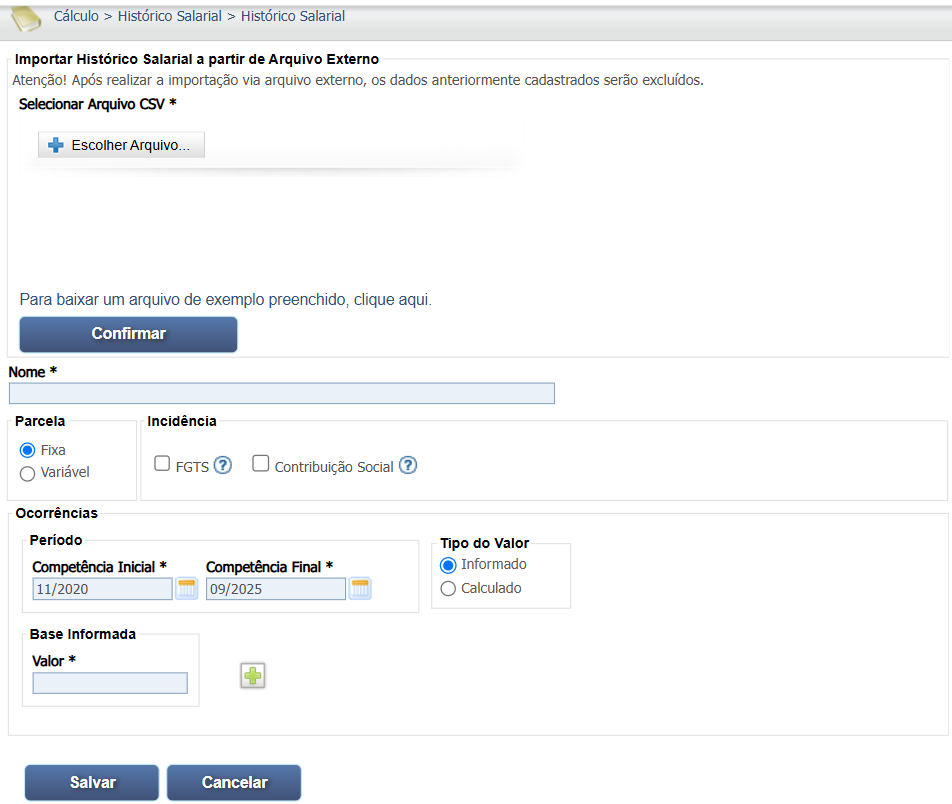 Cálculo > Histórico Salarial > Histórico Salarial
Importar Histórico Salarial a partir de Arquivo Externo
Atenção! Após realizar a importação via arquivo externo, os dados anteriormente cadastrados serão excluídos.
Selecionar Arquivo CSV *
Escolher Arquivo...
Para baixar um arquivo de exemplo preenchido, clique aqui.
Confirmar
Nome *
Parcela
Fixa
Variável
Incidência
FGTS ?
Contribuição Social ?
Ocorrências
Período
Competência Inicial * Competência Final *
11/2020 09/2025
Tipo do Valor
Informado
Calculado
Base Informada
Valor *
Salvar Cancelar